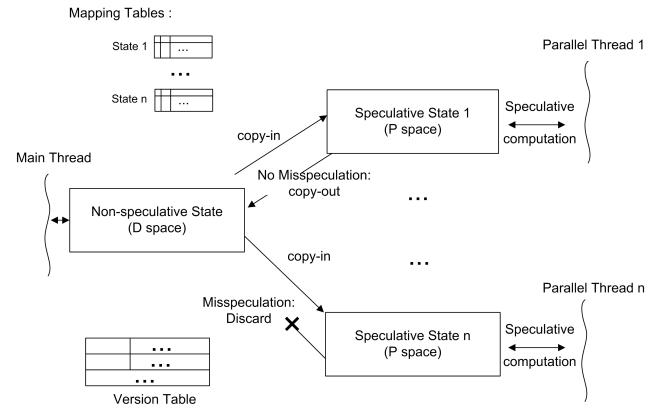 Mapping Tables :
State 1
...
...
State n
...
Parallel Thread 1
Speculative State 1
(P space)
Speculative
computation
copy-in
Main Thread
No Misspeculation:
copy-out
...
Non-speculative State
(D space)
copy-in
...
Parallel Thread n
Misspeculation:
Discard
Speculative State n
(P space)
Speculative
computation
...
...
...
Version Table